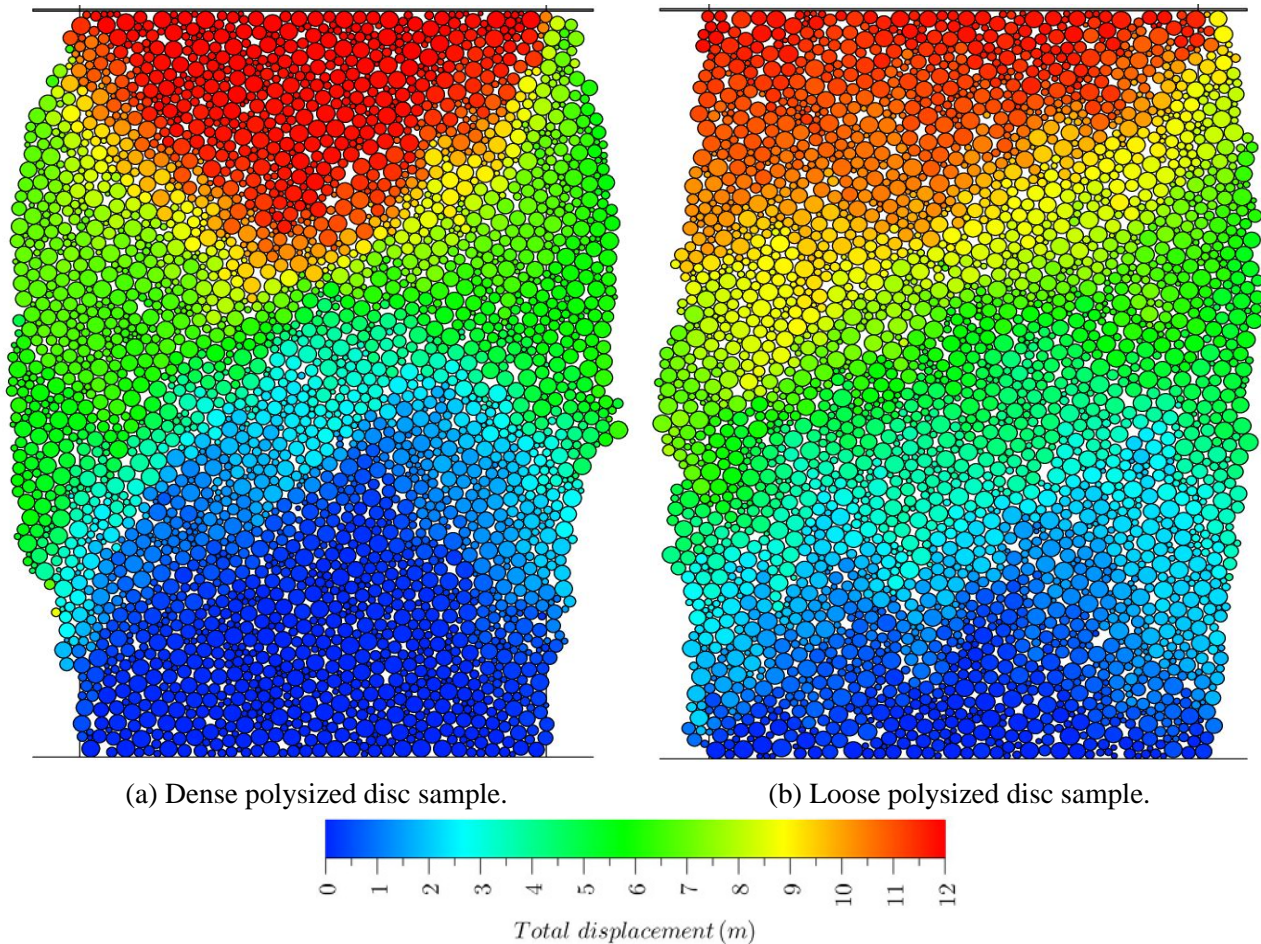 (a) Dense polysized disc sample.
(b) Loose polysized disc sample.
0 1 2 3 4 5 6 7 8 9 10 11 12
Total displacement (m)